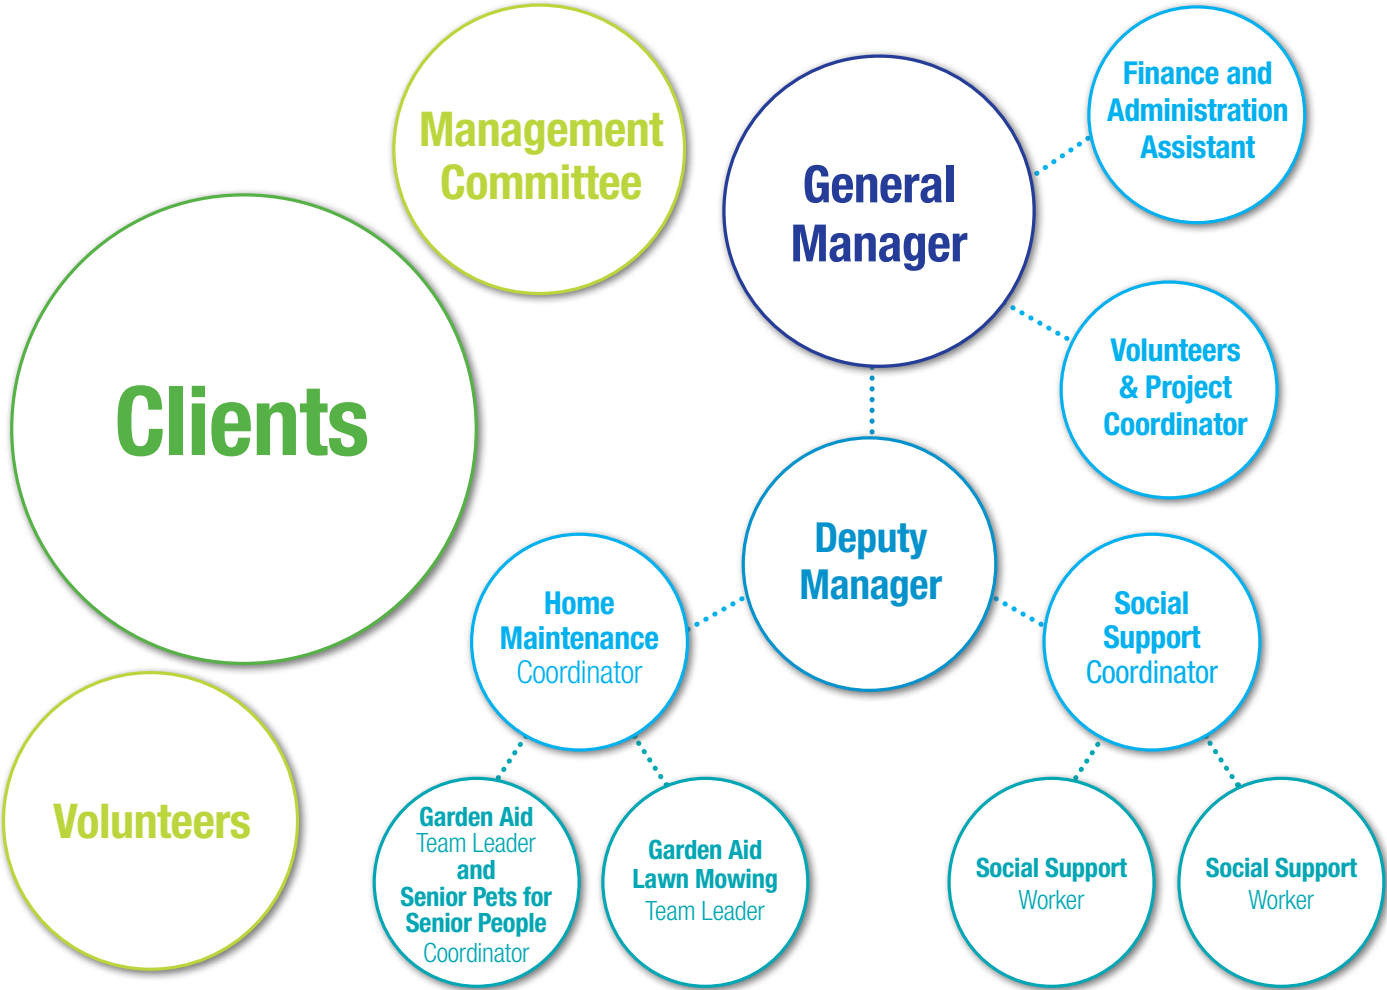 Management
Committee
General
Manager
Finance and
Administration
Assistant
Clients
Volunteers
& Project
Coordinator
Deputy
Manager
Home
Maintenance
Coordinator
Social
Support
Coordinator
Volunteers
Garden Aid
Team Leader
and
Senior Pets for
Senior People
Coordinator
Garden Aid
Lawn Mowing
Team Leader
Social Support
Worker
Social Support
Worker